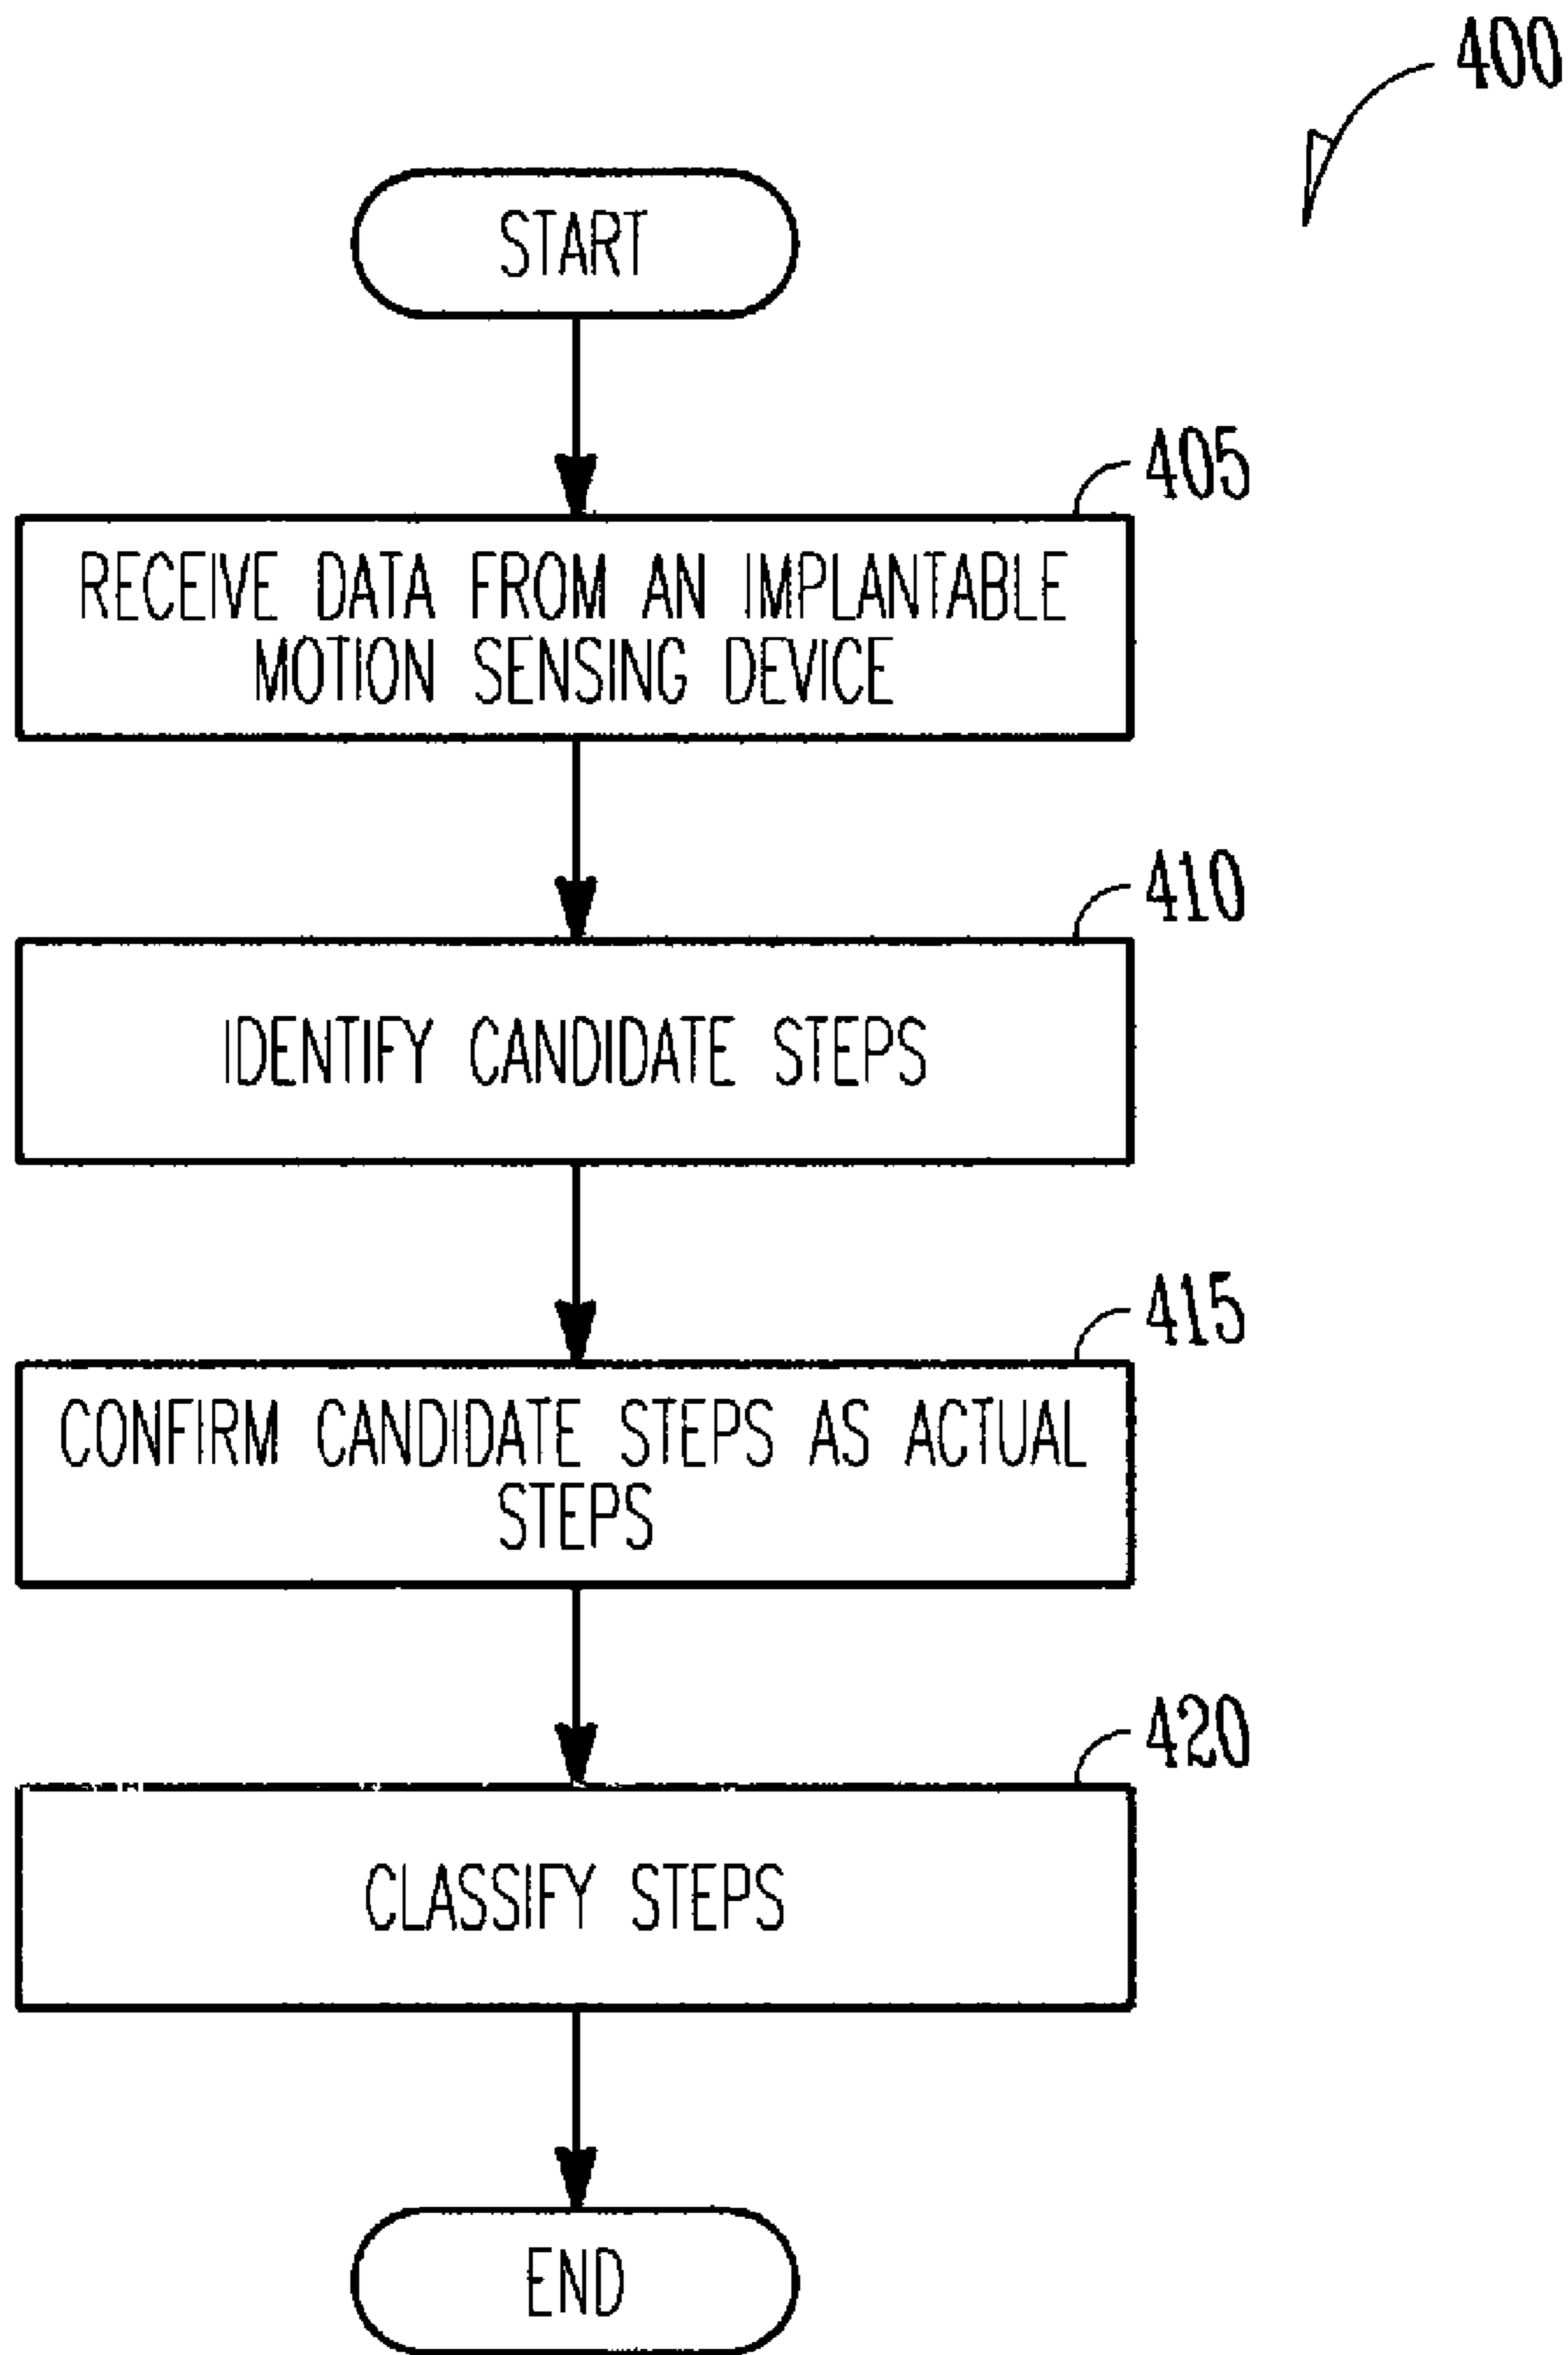 400
START
405
RECEIVE DATA FROM AN IMPLANTABLE
MOTION SENSING DEVICE
410
IDENTIFY CANDIDATE STEPS
415
CONFIRM CANDIDATE STEPS AS ACTUAL
STEPS
420
CLASSIFY STEPS
END